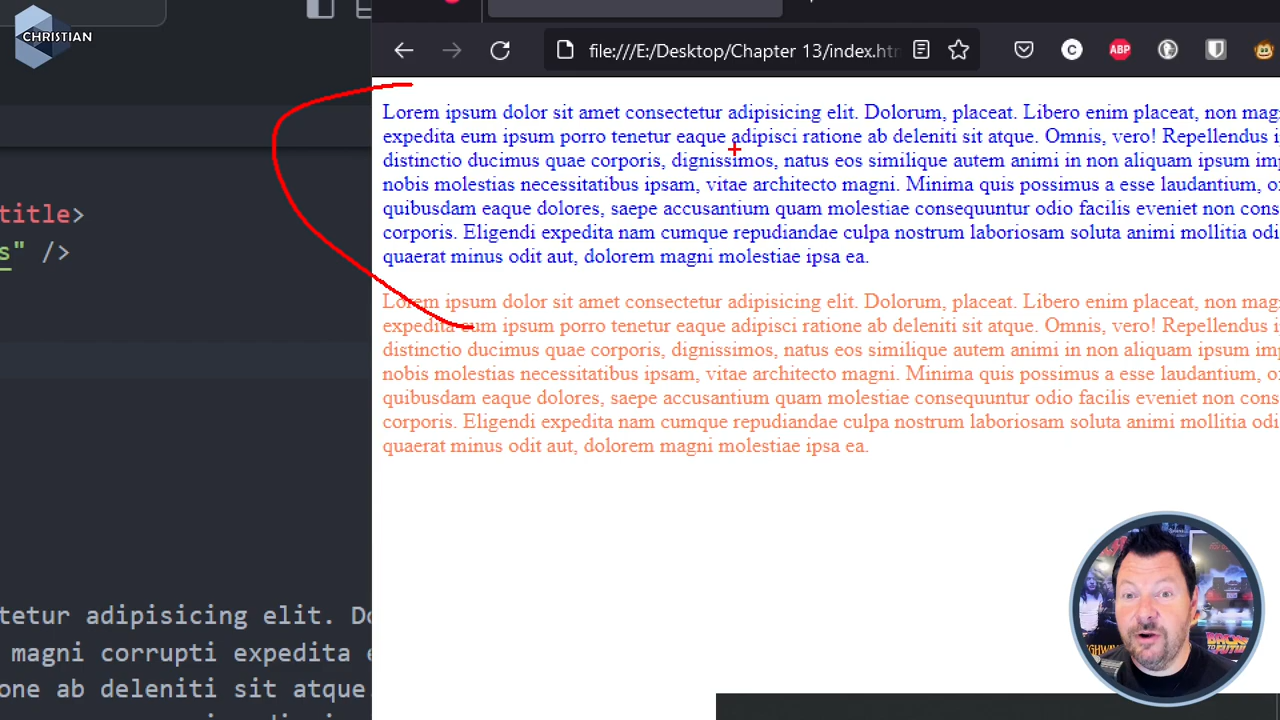 CHRISTIAN
file:///E:/Desktop/Chapter 13/index.htm
C
ABP
title>
s" />
Lorem ipsum dolor sit amet consectetur adipisicing elit. Dolorum, placeat. Libero enim placeat, non mag
expedita eum ipsum porro tenetur eaque adipisci ratione ab deleniti sit atque. Omnis, vero! Repellendus i
distinctio ducimus quae corporis, dignissimos, natus eos similique autem animi in non aliquam ipsum im
nobis molestias necessitatibus ipsam, vitae architecto magni. Minima quis possimus a esse laudantium, o
quibusdam eaque dolores, saepe accusantium quam molestiae consequuntur odio facilis eveniet non cons
corporis. Eligendi expedita nam cumque repudiandae culpa nostrum laboriosam soluta animi mollitia odi
quaerat minus odit aut, dolorem magni molestiae ipsa ea.
Lorem ipsum dolor sit amet consectetur adipisicing elit. Dolorum, placeat. Libero enim placeat, non mag
expedita eum ipsum porro tenetur eaque adipisci ratione ab deleniti sit atque. Omnis, vero! Repellendus i
distinctio ducimus quae corporis, dignissimos, natus eos similique autem animi in non aliquam ipsum im
nobis molestias necessitatibus ipsam, vitae architecto magni. Minima quis possimus a esse laudantium, o
quibusdam eaque dolores, saepe accusantium quam molestiae consequuntur odio facilis eveniet non cons
corporis. Eligendi expedita nam cumque repudiandae culpa nostrum laboriosam soluta animi mollitia odi
quaerat minus odit aut, dolorem magni molestiae ipsa ea.
tetur adipisicing elit. Do
magni corrupti expedita e
one ab deleniti sit atque.
BACK